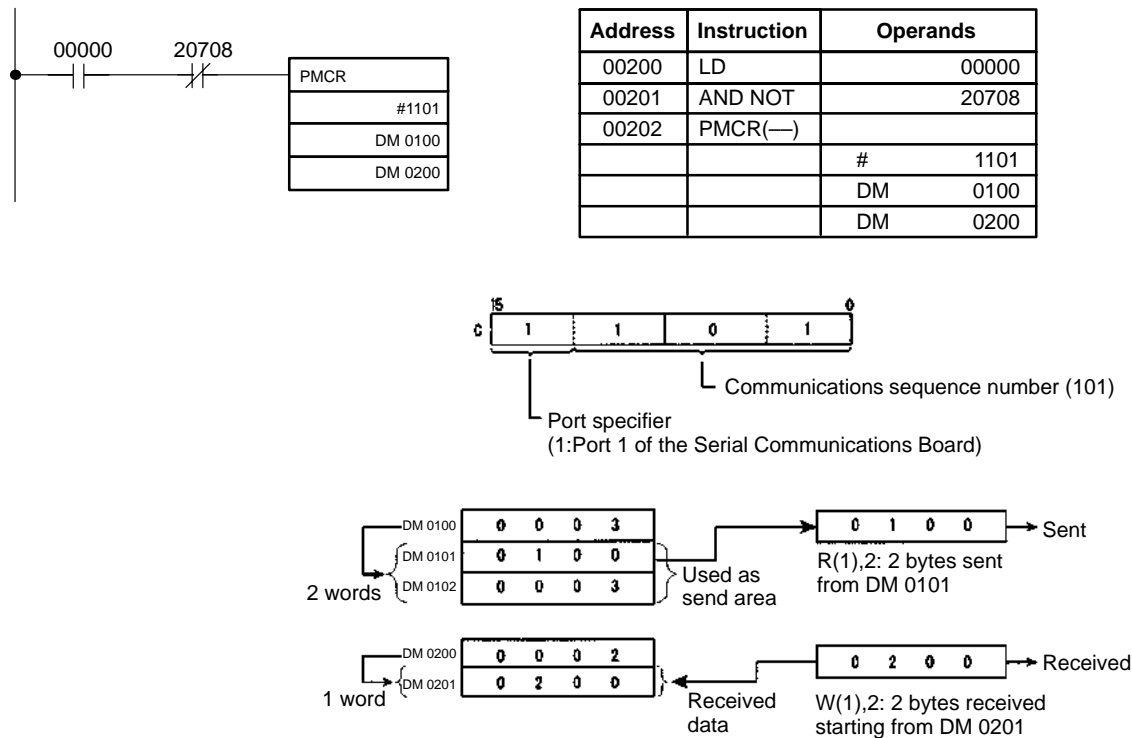 00000 20708
PMCR
#1101
DM 0100
DM 0200
Address Instruction Operands
00200 LD 00000
00201 AND NOT 20708
00202 PMCR(––)
# 1101
DM 0100
DM 0200
15 0
C 1 1 0 1
Communications sequence number (101)
Port specifier
(1:Port 1 of the Serial Communications Board)
DM 0100 0 0 0 3
DM 0101 0 1 0 0
DM 0102 0 0 0 3
2 words
Used as
send area
0 1 0 0 Sent
R(1),2: 2 bytes sent
from DM 0101
DM 0200 0 0 0 2
DM 0201 0 2 0 0
1 word
Received
data
0 2 0 0 Received
W(1),2: 2 bytes received
starting from DM 0201